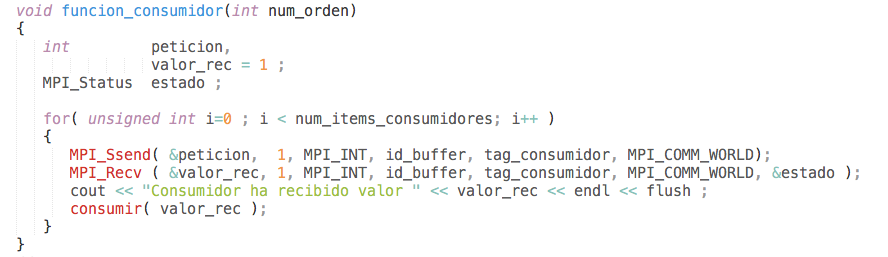 void funcion_consumidor(int num_orden)
{
int peticion,
valor_rec = 1 ;
MPI_Status estado ;
for( unsigned int i=0 ; i < num_items_consumidores; i++ )
{
MPI_Ssend( &peticion, 1, MPI_INT, id_buffer, tag_consumidor, MPI_COMM_WORLD);
MPI_Recv ( &valor_rec, 1, MPI_INT, id_buffer, tag_consumidor, MPI_COMM_WORLD, &estado );
cout << "Consumidor ha recibido valor " << valor_rec << endl << flush ;
consumir( valor_rec );
}
}